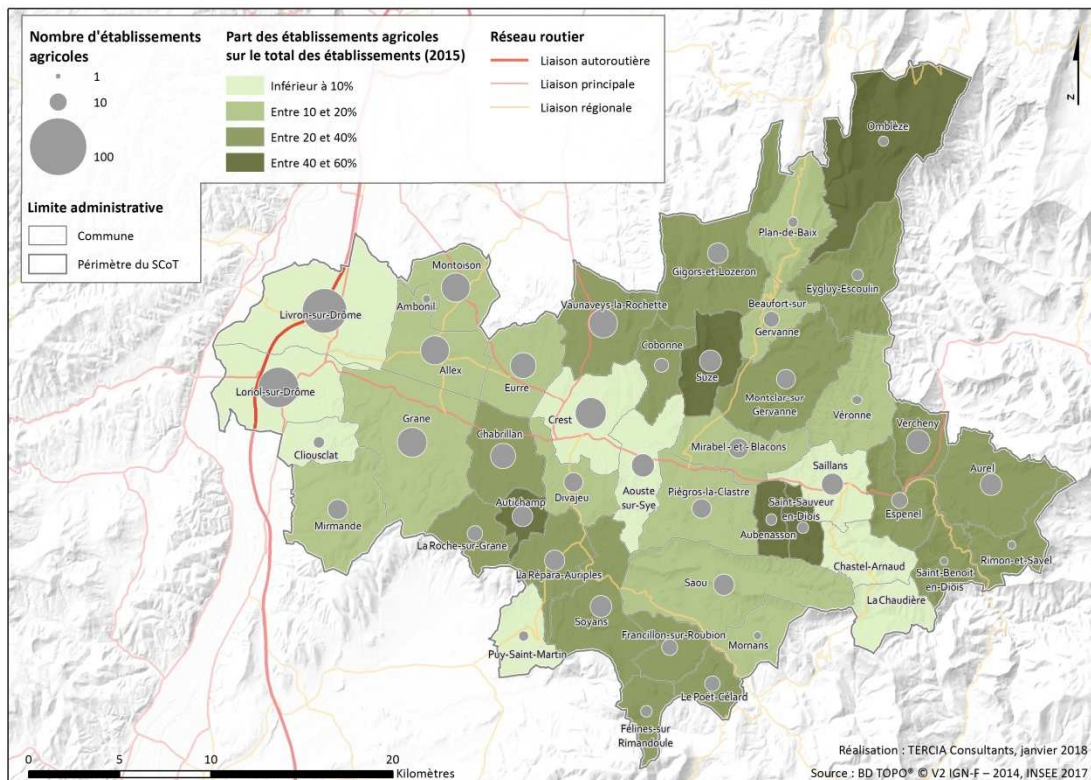 Nombre d'établissements
agricoles
1
10
100
Limite administrative
Commune
Périmètre du SCoT
Part des établissements agricoles
sur le total des établissements (2015)
Inférieur à 10%
Entre 10 et 20%
Entre 20 et 40%
Entre 40 et 60%
Réseau routier
Liaison autoroutière
Liaison principale
Liaison régionale
N
Omblèze
Plan-de-Baix
Gigors-et-Lozeron
Eygluy-Escoulin
Montoison
Ambonil
Livron-sur-Drôme
Vaunaveys-la-Rochette
Beaufort-sur
Gervanne
Cobonne
Suze
Allex
Eurre
Montclar-sur
Gervanne
Loriol-sur-Drôme
Véronne
Crest
Grane
Chabrillan
Vercheny
Mirabel-et-Blacons
Cliousclat
Saillans
Aurel
Aouste
sur-Sye
Divajeu
Piégros-la-Clastre
Saint-Sauveur
en-Diois
Espenel
Autichamp
Mirmande
Aubenasson
La Roche-sur-Grane
Rimon-et-Savel
Chastel-Arnaud
Saint-Benoit
en-Diois
La Répara-Auriples
Saou
La Chaudière
Soyans
Francillon-sur-Roubion
Mornans
Puy-Saint-Martin
Le Poët-Célard
Félines-sur
Rimandoule
0 5 10 20
Kilomètres
Réalisation : TERCIA Consultants, janvier 2018
Source : BD TOPO® © V2 IGN-F – 2014, INSEE